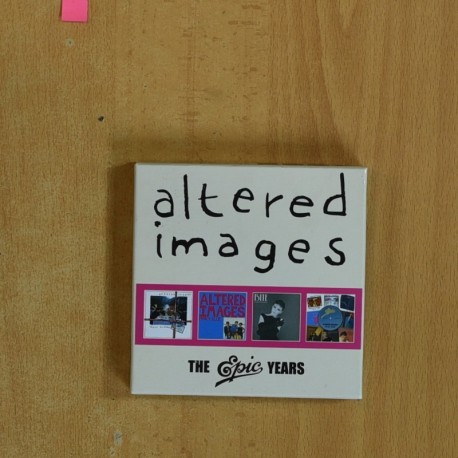 altered
images
ALTERED
IMAGES
THE Epic YEARS